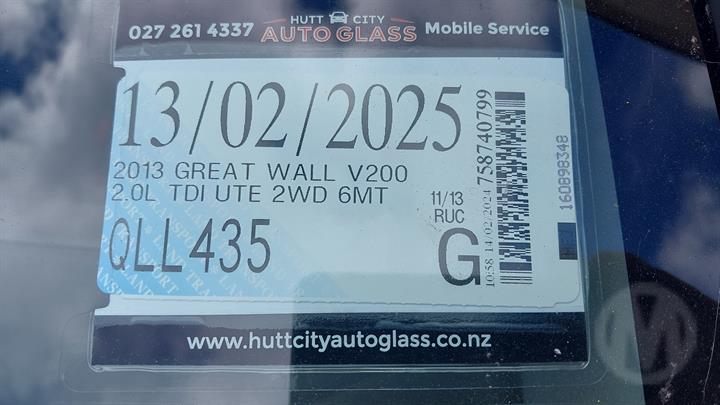 HUTT CITY
027 261 4337 AUTO GLASS Mobile Service
13/02/2025
2013 GREAT WALL V200
2.0L TDI UTE 2WD 6MT
11/13
RUC
QLL435
G
10:58 14/02/2024 758740799
160898348
www.huttcityautoglass.co.nz
M